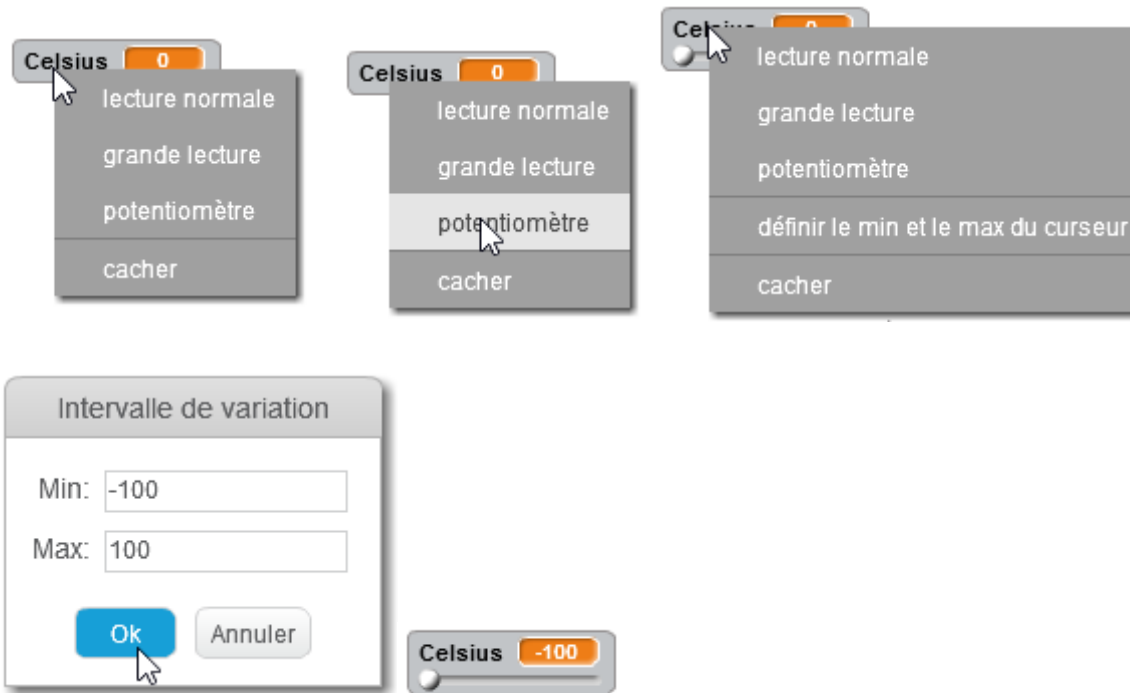 Celsius 0
lecture normale
grande lecture
potentiomètre
cacher
Celsius 0
lecture normale
grande lecture
potentiomètre
cacher
0
lecture normale
grande lecture
potentiomètre
définir le min et le max du curseur
cacher
Intervalle de variation
Min: -100
Max: 100
Ok Annuler
Celsius -100